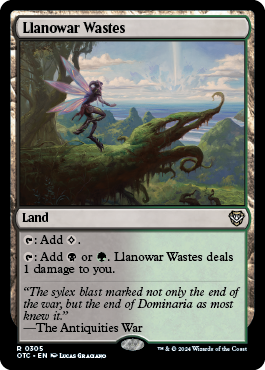 Llanowar Wastes
Land
: Add .
: Add or . Llanowar Wastes deals
1 damage to you.
“The sylex blast marked not only the end of
the war, but the end of Dominaria as most
knew it.”
—The Antiquities War
R 0305
OTC • EN Lucas Graciano
™ & © 2024 Wizards of the Coast